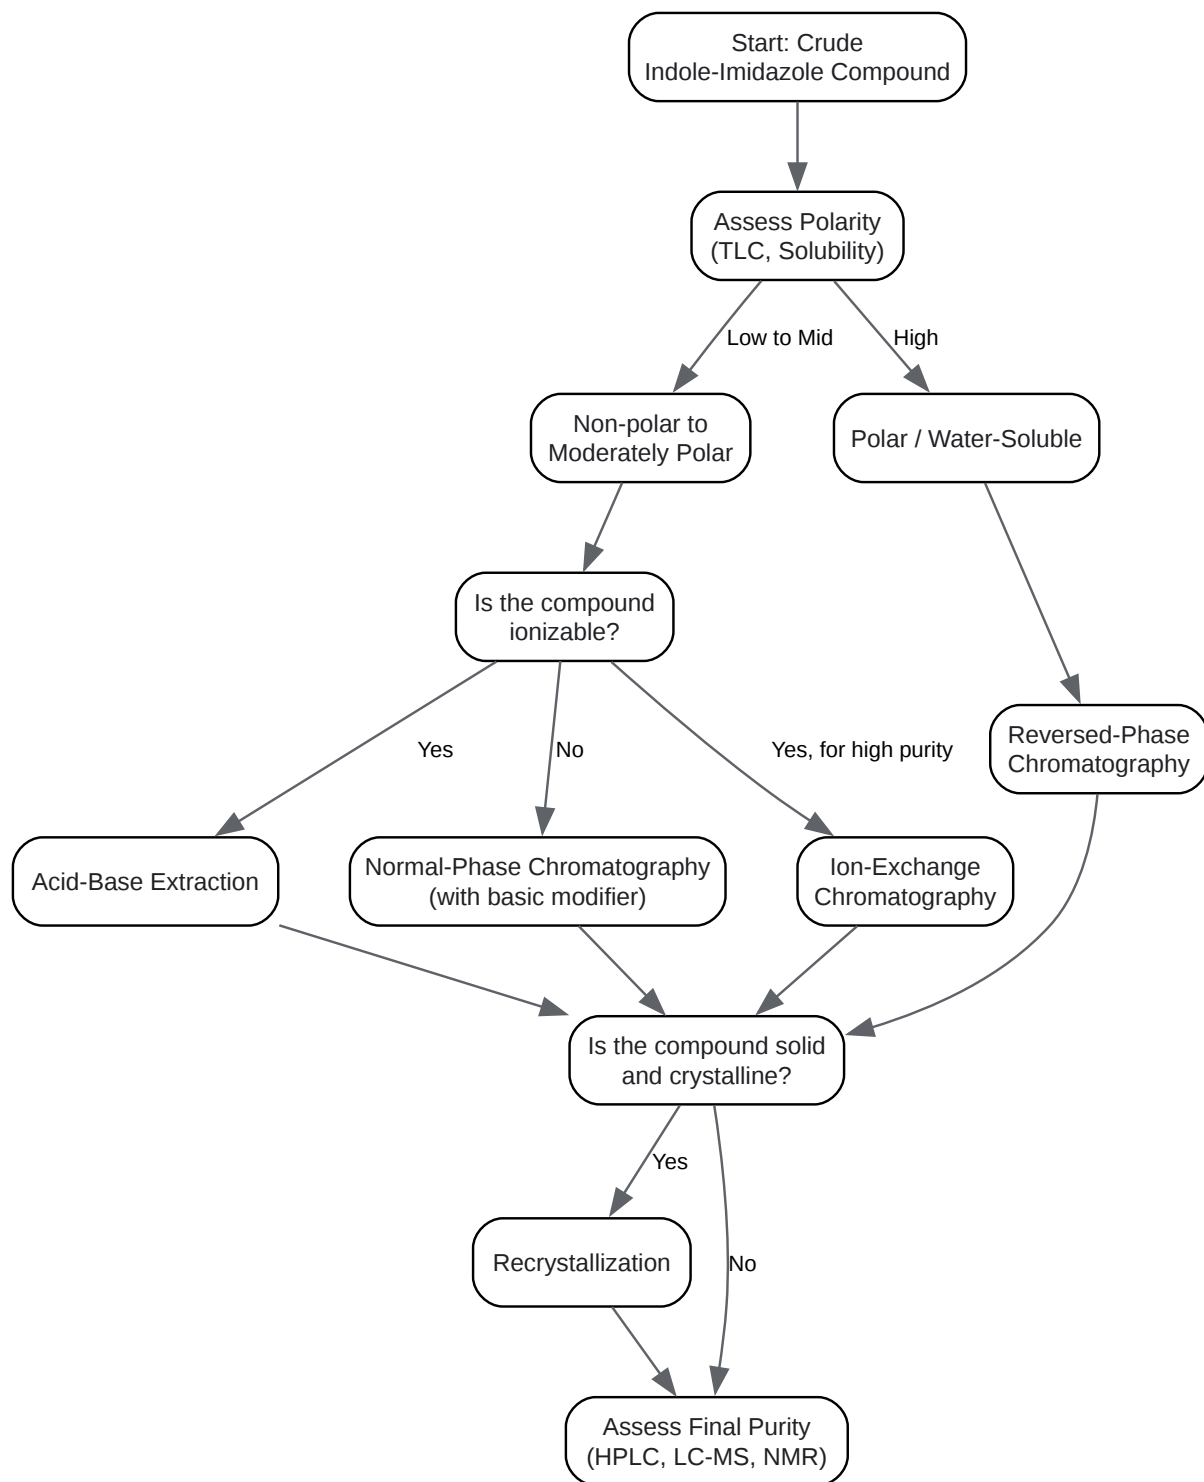 Start: Crude
Indole-Imidazole Compound
Assess Polarity
(TLC, Solubility)
Low to Mid
High
Non-polar to
Moderately Polar
Polar / Water-Soluble
Is the compound
ionizable?
Yes
No
Yes, for high purity
Reversed-Phase
Chromatography
Acid-Base Extraction
Normal-Phase Chromatography
(with basic modifier)
Ion-Exchange
Chromatography
Is the compound solid
and crystalline?
Yes
Recrystallization
No
Assess Final Purity
(HPLC, LC-MS, NMR)